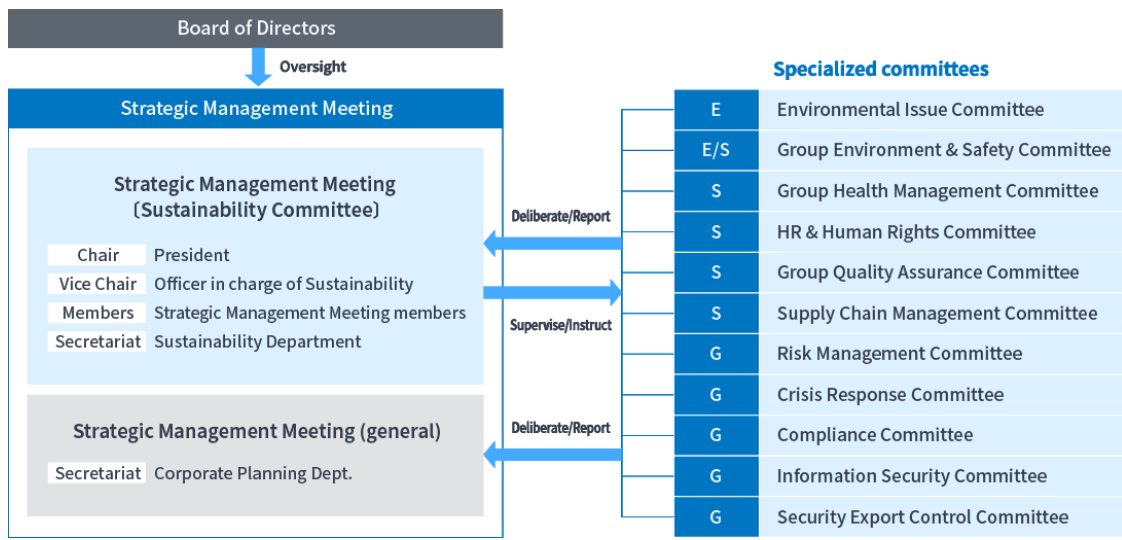 Board of Directors
Oversight
Strategic Management Meeting
Strategic Management Meeting
〔Sustainability Committee〕
Chair President
Vice Chair Officer in charge of Sustainability
Members Strategic Management Meeting members
Secretariat Sustainability Department
Strategic Management Meeting (general)
Secretariat Corporate Planning Dept.
Deliberate/Report
Supervise/Instruct
Deliberate/Report
Specialized committees
E Environmental Issue Committee
E/S Group Environment & Safety Committee
S Group Health Management Committee
S HR & Human Rights Committee
S Group Quality Assurance Committee
S Supply Chain Management Committee
G Risk Management Committee
G Crisis Response Committee
G Compliance Committee
G Information Security Committee
G Security Export Control Committee